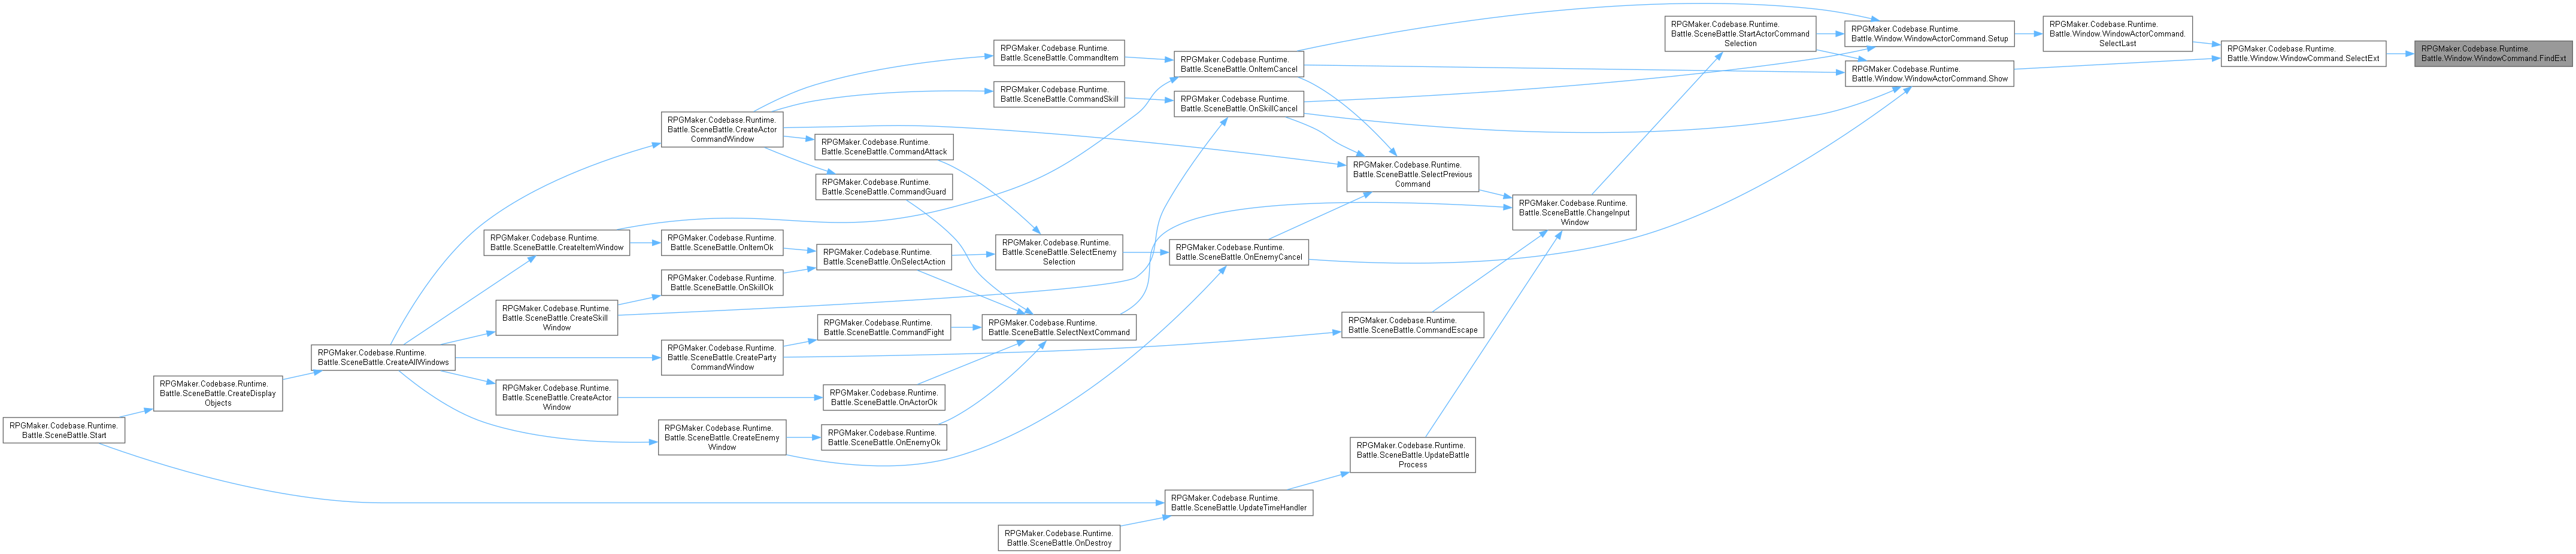 RPGMaker.Codebase.Runtime.
Battle.SceneBattle.Start
RPGMaker.Codebase.Runtime.
Battle.SceneBattle.CreateDisplay
Objects
RPGMaker.Codebase.Runtime.
Battle.SceneBattle.CreateAllWindows
RPGMaker.Codebase.Runtime.
Battle.SceneBattle.CreateItemWindow
RPGMaker.Codebase.Runtime.
Battle.SceneBattle.CreateSkill
Window
RPGMaker.Codebase.Runtime.
Battle.SceneBattle.CreateActor
Window
RPGMaker.Codebase.Runtime.
Battle.SceneBattle.CreateActor
CommandWindow
RPGMaker.Codebase.Runtime.
Battle.SceneBattle.OnItemOk
RPGMaker.Codebase.Runtime.
Battle.SceneBattle.OnSkillOk
RPGMaker.Codebase.Runtime.
Battle.SceneBattle.CreateParty
CommandWindow
RPGMaker.Codebase.Runtime.
Battle.SceneBattle.CreateEnemy
Window
RPGMaker.Codebase.Runtime.
Battle.SceneBattle.CommandAttack
RPGMaker.Codebase.Runtime.
Battle.SceneBattle.CommandGuard
RPGMaker.Codebase.Runtime.
Battle.SceneBattle.OnSelectAction
RPGMaker.Codebase.Runtime.
Battle.SceneBattle.CommandFight
RPGMaker.Codebase.Runtime.
Battle.SceneBattle.OnActorOk
RPGMaker.Codebase.Runtime.
Battle.SceneBattle.OnEnemyOk
RPGMaker.Codebase.Runtime.
Battle.SceneBattle.CommandItem
RPGMaker.Codebase.Runtime.
Battle.SceneBattle.CommandSkill
RPGMaker.Codebase.Runtime.
Battle.SceneBattle.SelectEnemy
Selection
RPGMaker.Codebase.Runtime.
Battle.SceneBattle.SelectNextCommand
RPGMaker.Codebase.Runtime.
Battle.SceneBattle.OnDestroy
RPGMaker.Codebase.Runtime.
Battle.SceneBattle.OnItemCancel
RPGMaker.Codebase.Runtime.
Battle.SceneBattle.OnSkillCancel
RPGMaker.Codebase.Runtime.
Battle.SceneBattle.OnEnemyCancel
RPGMaker.Codebase.Runtime.
Battle.SceneBattle.UpdateTimeHandler
RPGMaker.Codebase.Runtime.
Battle.SceneBattle.SelectPrevious
Command
RPGMaker.Codebase.Runtime.
Battle.SceneBattle.CommandEscape
RPGMaker.Codebase.Runtime.
Battle.SceneBattle.UpdateBattle
Process
RPGMaker.Codebase.Runtime.
Battle.SceneBattle.ChangeInput
Window
RPGMaker.Codebase.Runtime.
Battle.SceneBattle.StartActorCommand
Selection
RPGMaker.Codebase.Runtime.
Battle.Window.WindowActorCommand.Setup
RPGMaker.Codebase.Runtime.
Battle.Window.WindowActorCommand.Show
RPGMaker.Codebase.Runtime.
Battle.Window.WindowActorCommand.
SelectLast
RPGMaker.Codebase.Runtime.
Battle.Window.WindowCommand.SelectExt
RPGMaker.Codebase.Runtime.
Battle.Window.WindowCommand.FindExt